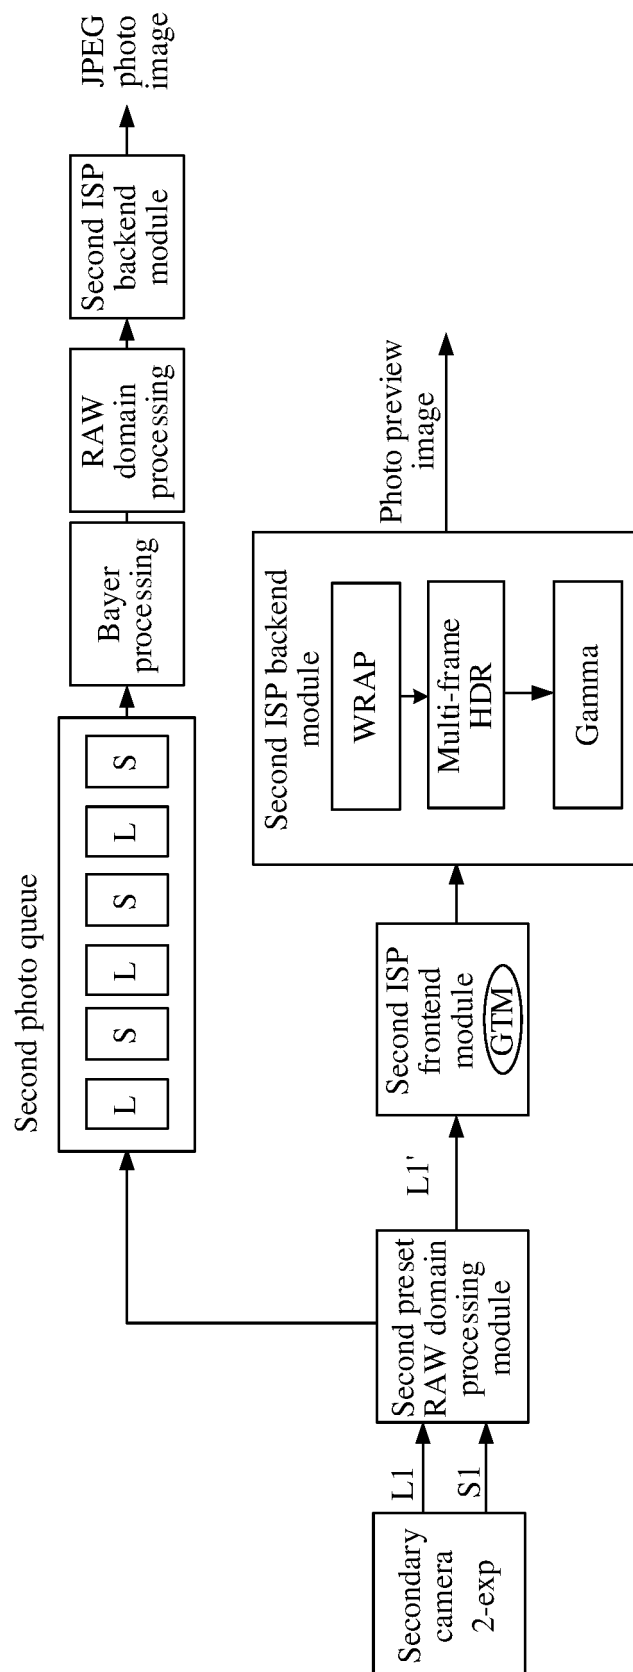 Second photo queue
L
S
L
S
L
S
Bayer
processing
RAW
domain
processing
Second ISP
backend
module
JPEG
photo
image
Secondary
camera
2-exp
L1
S1
Second preset
RAW domain
processing
module
L1'
Second ISP
frontend
module
GTM
Second ISP backend
module
WRAP
Multi-frame
HDR
Gamma
Photo preview
image